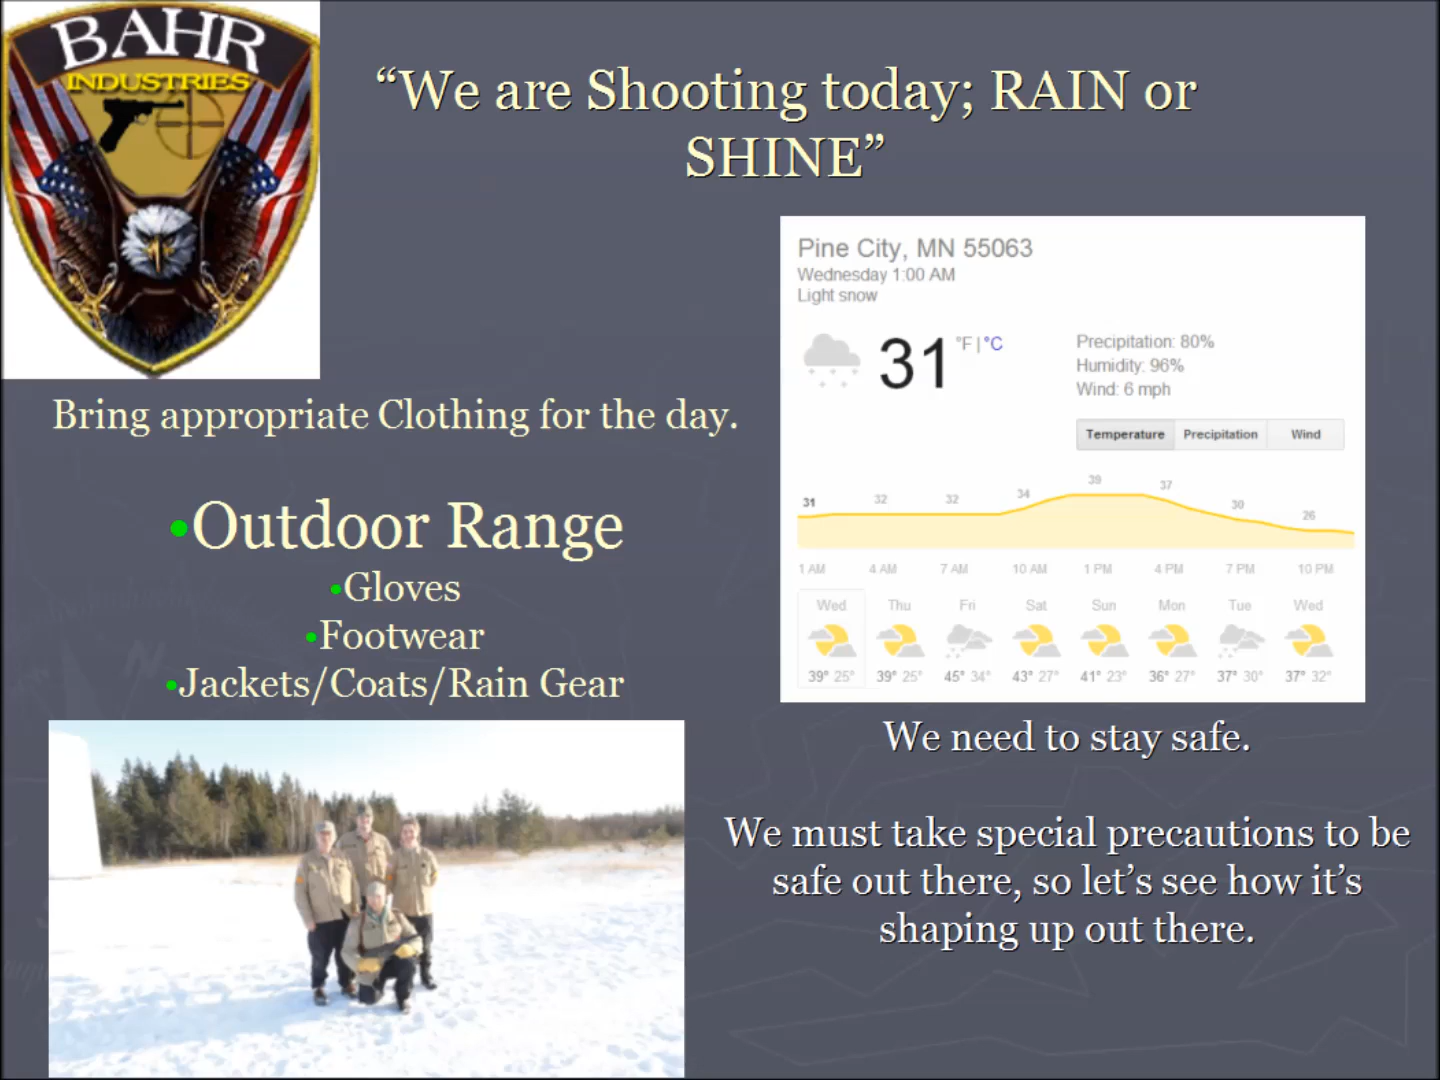 BAHR
INDUSTRIES
“We are Shooting today; RAIN or
SHINE”
Bring appropriate Clothing for the day.
•Outdoor Range
•Gloves
•Footwear
•Jackets/Coats/Rain Gear
Pine City, MN 55063
Wednesday 1:00 AM
Light snow
31 °F | °C
Precipitation: 80%
Humidity: 96%
Wind: 6 mph
Temperature Precipitation Wind
31 32 32 34 39 37 30 26
1 AM 4 AM 7 AM 10 AM 1 PM 4 PM 7 PM 10 PM
Wed Thu Fri Sat Sun Mon Tue Wed
39° 25° 39° 25° 45° 34° 43° 27° 41° 23° 36° 27° 37° 30° 37° 32°
We need to stay safe.
We must take special precautions to be
safe out there, so let’s see how it’s
shaping up out there.